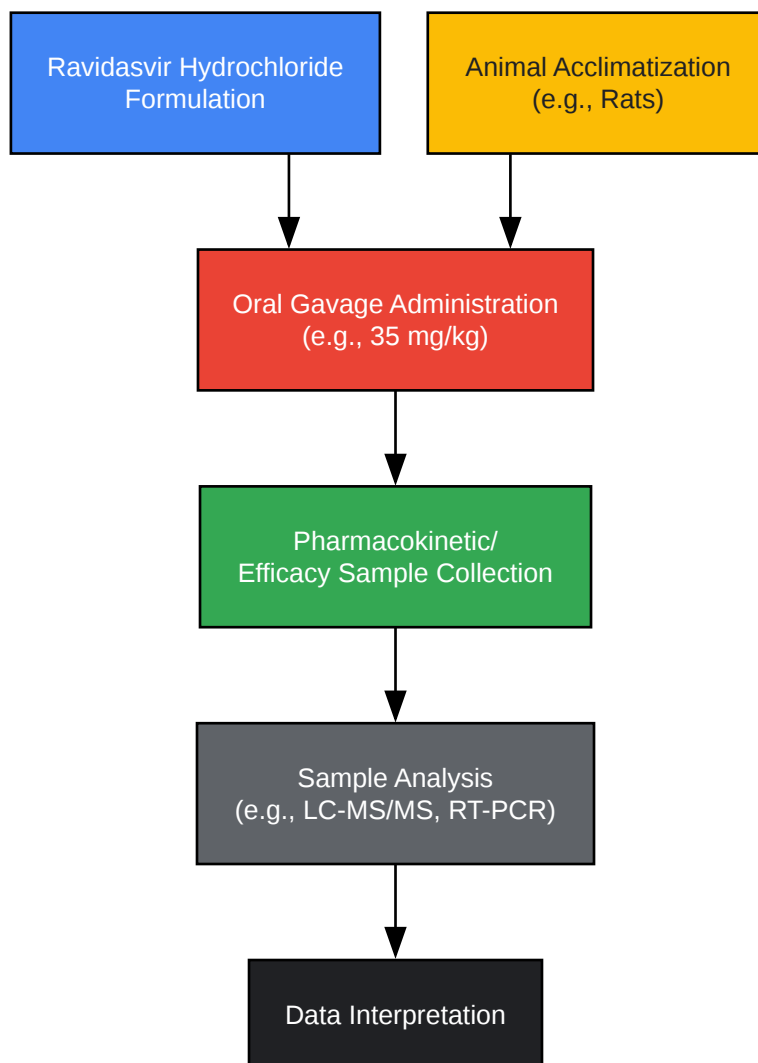 Ravidasvir Hydrochloride
Formulation
Animal Acclimatization
(e.g., Rats)
Oral Gavage Administration
(e.g., 35 mg/kg)
Pharmacokinetic/
Efficacy Sample Collection
Sample Analysis
(e.g., LC-MS/MS, RT-PCR)
Data Interpretation